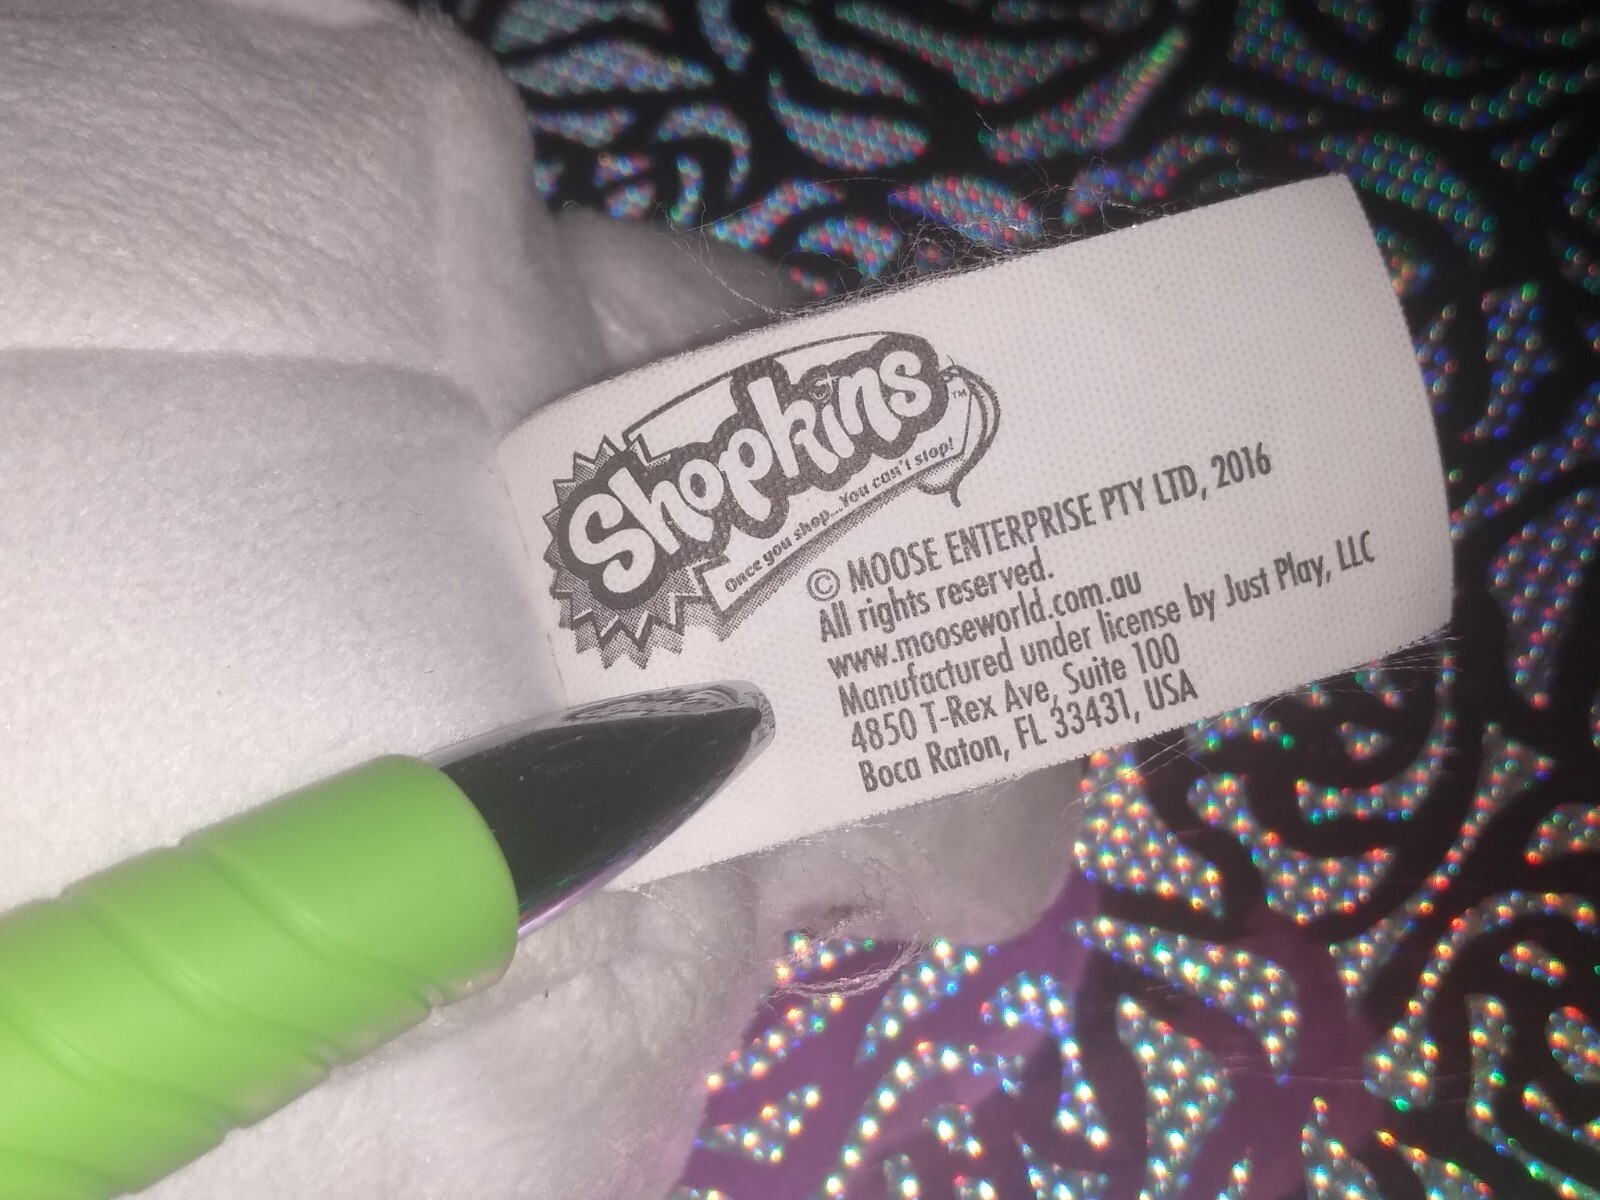 Shopkins™
Once you shop...You can't stop!
© MOOSE ENTERPRISE PTY LTD, 2016
All rights reserved.
www.mooseworld.com.au
Manufactured under license by Just Play, LLC
4850 T-Rex Ave, Suite 100
Boca Raton, FL 33431, USA